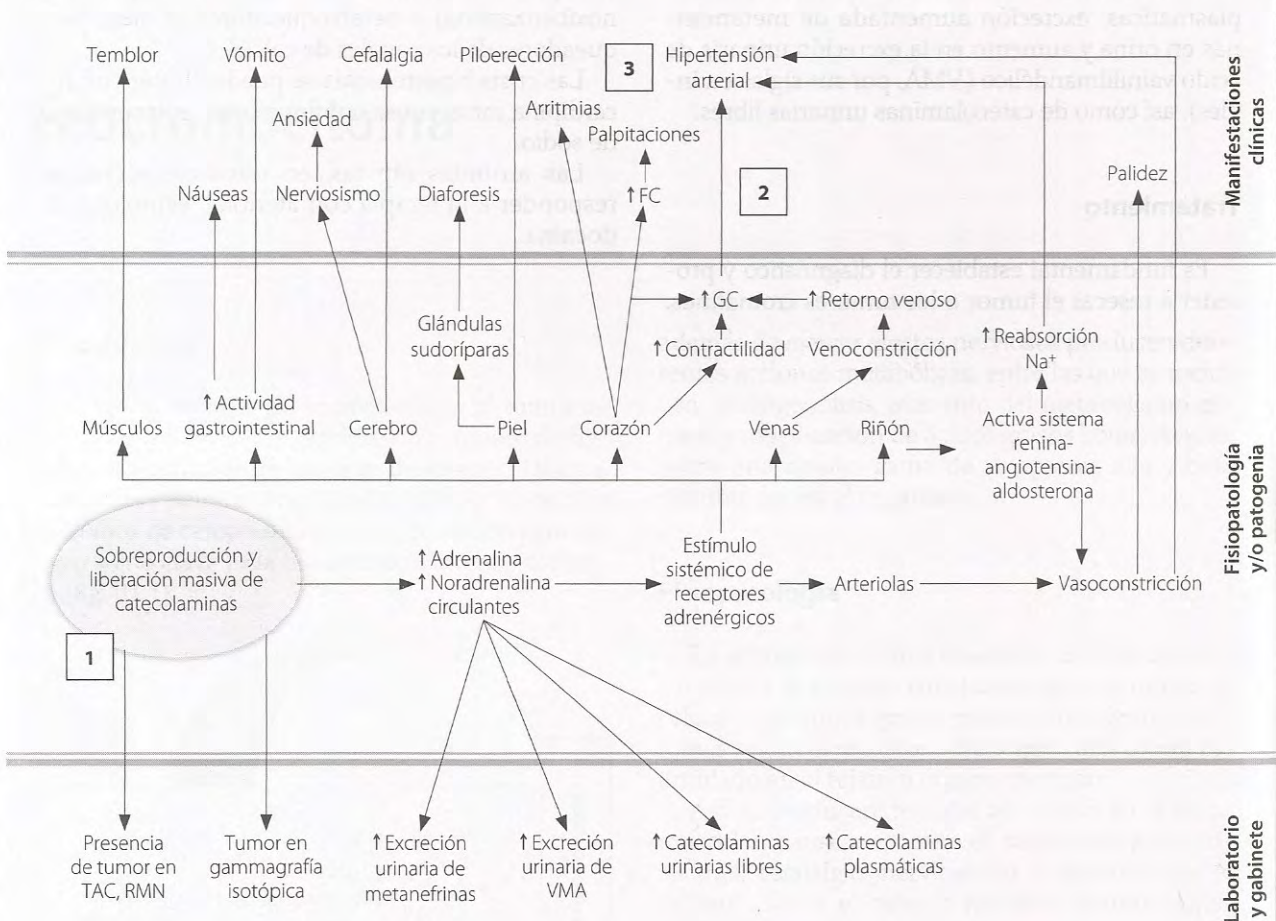 Temblor
Vómito
Cefalalgia
Piloerección
3
Hipertensión
arterial
Arritmias
Ansiedad
Palpitaciones
Náuseas
Nerviosismo
Diaforesis
↑FC
2
Palidez
Manifestaciones
clínicas
↑GC
↑Retorno venoso
Glándulas
sudoríparas
↑Contractilidad
Venoconstricción
↑Reabsorción
Na+
Músculos
↑Actividad
gastrointestinal
Cerebro
Piel
Corazón
Venas
Riñón
Activa sistema
renina-
angiotensina-
aldosterona
Fisiopatología
y/o patogenia
Sobreproducción y
liberación masiva de
catecolaminas
↑Adrenalina
↑Noradrenalina
circulantes
Estímulo
sistémico de
receptores
adrenérgicos
Arteriolas
Vasoconstricción
1
Presencia
de tumor en
TAC, RMN
Tumor en
gammagrafía
isotópica
↑Excreción
urinaria de
metanefrinas
↑Excreción
urinaria de
VMA
↑Catecolaminas
urinarias libres
↑Catecolaminas
plasmáticas
Laboratorio
y gabinete